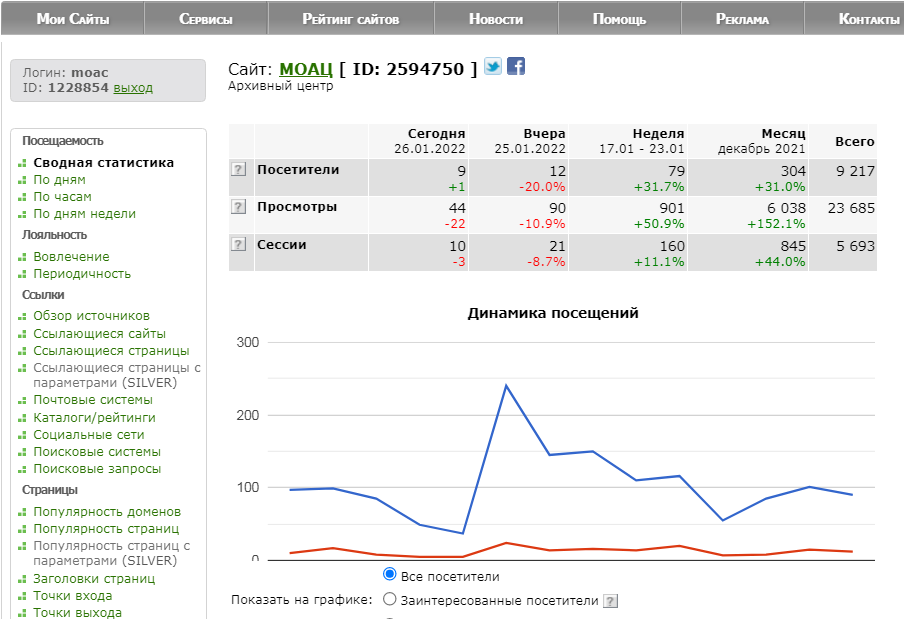 Мои Сайты Сервисы Рейтинг сайтов Новости Помощь Реклама Контакты
Логин: moac
ID: 1228854 выход
Посещаемость
Сводная статистика
По дням
По часам
По дням недели
Лояльность
Вовлечение
Периодичность
Ссылки
Обзор источников
Ссылающиеся сайты
Ссылающиеся страницы
Ссылающиеся страницы с
параметрами (SILVER)
Почтовые системы
Каталоги/рейтинги
Социальные сети
Поисковые системы
Поисковые запросы
Страницы
Популярность доменов
Популярность страниц
Популярность страниц с
параметрами (SILVER)
Заголовки страниц
Точки входа
Точки выхода
Сайт: МОАЦ [ ID: 2594750 ]
Архивный центр
Сегодня Вчера Неделя Месяц Всего
26.01.2022 25.01.2022 17.01 - 23.01 декабрь 2021
? Посетители 9 12 79 304 9 217
+1 -20.0% +31.7% +31.0%
? Просмотры 44 90 901 6 038 23 685
-22 -10.9% +50.9% +152.1%
? Сессии 10 21 160 845 5 693
-3 -8.7% +11.1% +44.0%
Динамика посещений
300
200
100
0
Все посетители
Показать на графике: Заинтересованные посетители ?